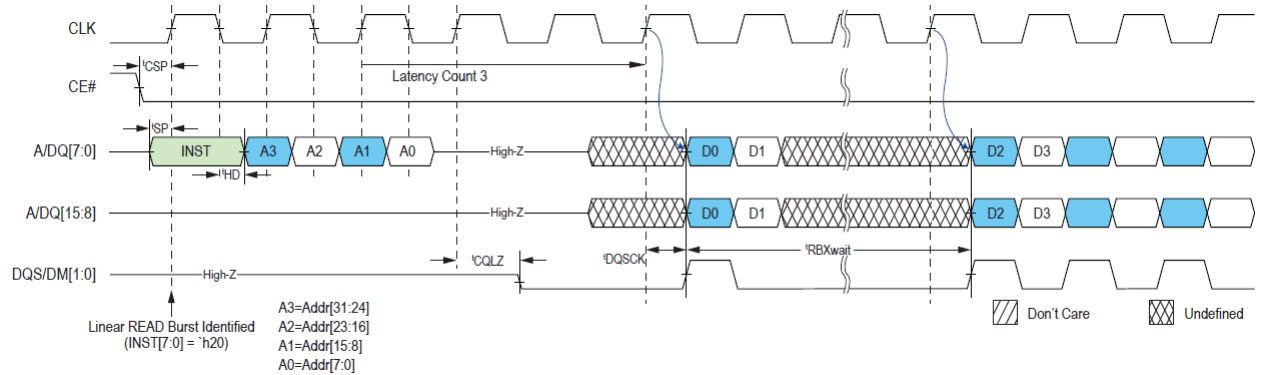 CLK
tCSP
Latency Count 3
CE#
tSP
A/DQ[7:0]
INST
A3
A2
A1
A0
High-Z
D0
D1
D2
D3
tHD
A/DQ[15:8]
High-Z
D0
D1
D2
D3
tCQLZ
tDQSCK
tRBXwait
DQS/DM[1:0]
High-Z
Linear READ Burst Identified
(INST[7:0] = `h20)
A3=Addr[31:24]
A2=Addr[23:16]
A1=Addr[15:8]
A0=Addr[7:0]
Don't Care
Undefined